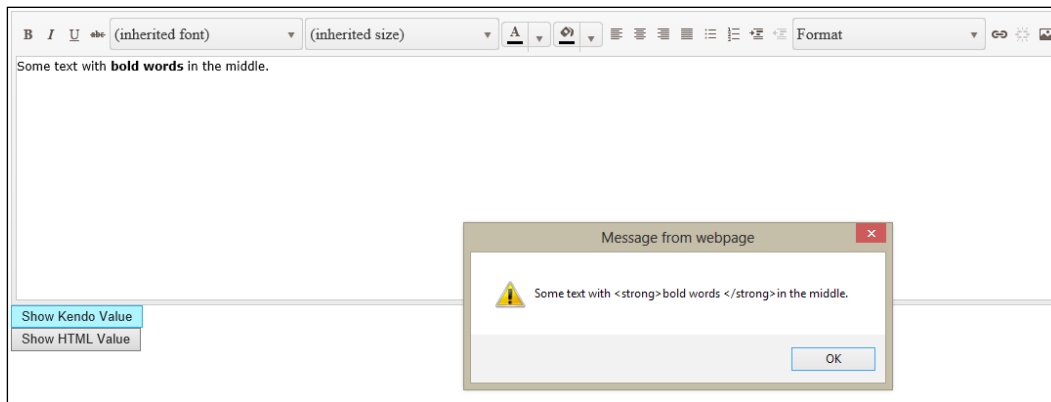 B I U abc (inherited font) (inherited size) A Format
Some text with bold words in the middle.
Message from webpage
Some text with <strong>bold words </strong>in the middle.
OK
Show Kendo Value
Show HTML Value